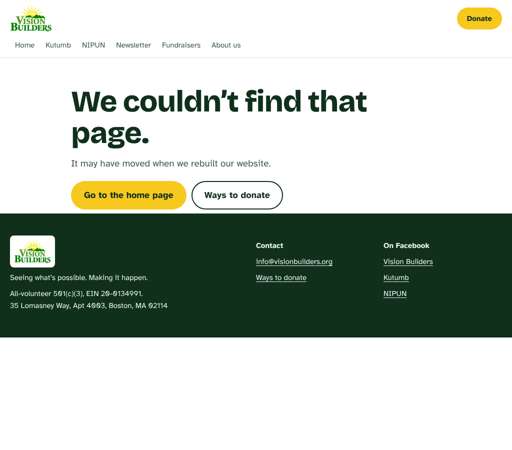 VISION
BUILDERS
Donate
Home Kutumb NIPUN Newsletter Fundraisers About us
We couldn’t find that
page.
It may have moved when we rebuilt our website.
Go to the home page Ways to donate
VISION
BUILDERS
Seeing what’s possible. Making it happen.
All-volunteer 501(c)(3), EIN 20-0134991.
35 Lomasney Way, Apt 4003, Boston, MA 02114
Contact
info@visionbuilders.org
Ways to donate
On Facebook
Vision Builders
Kutumb
NIPUN